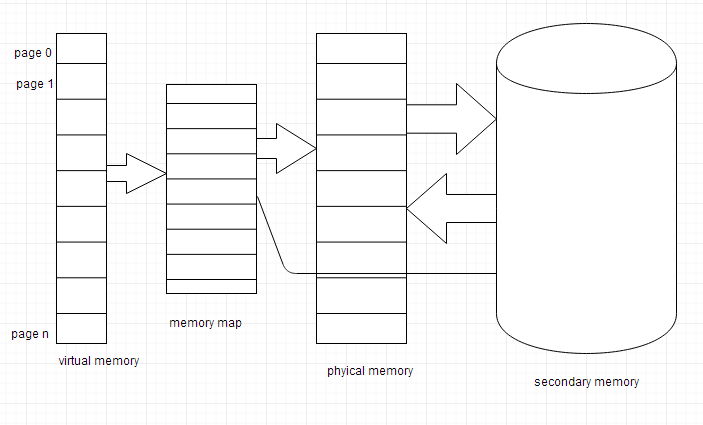 page 0
page 1
page n
virtual memory
memory map
phyical memory
secondary memory